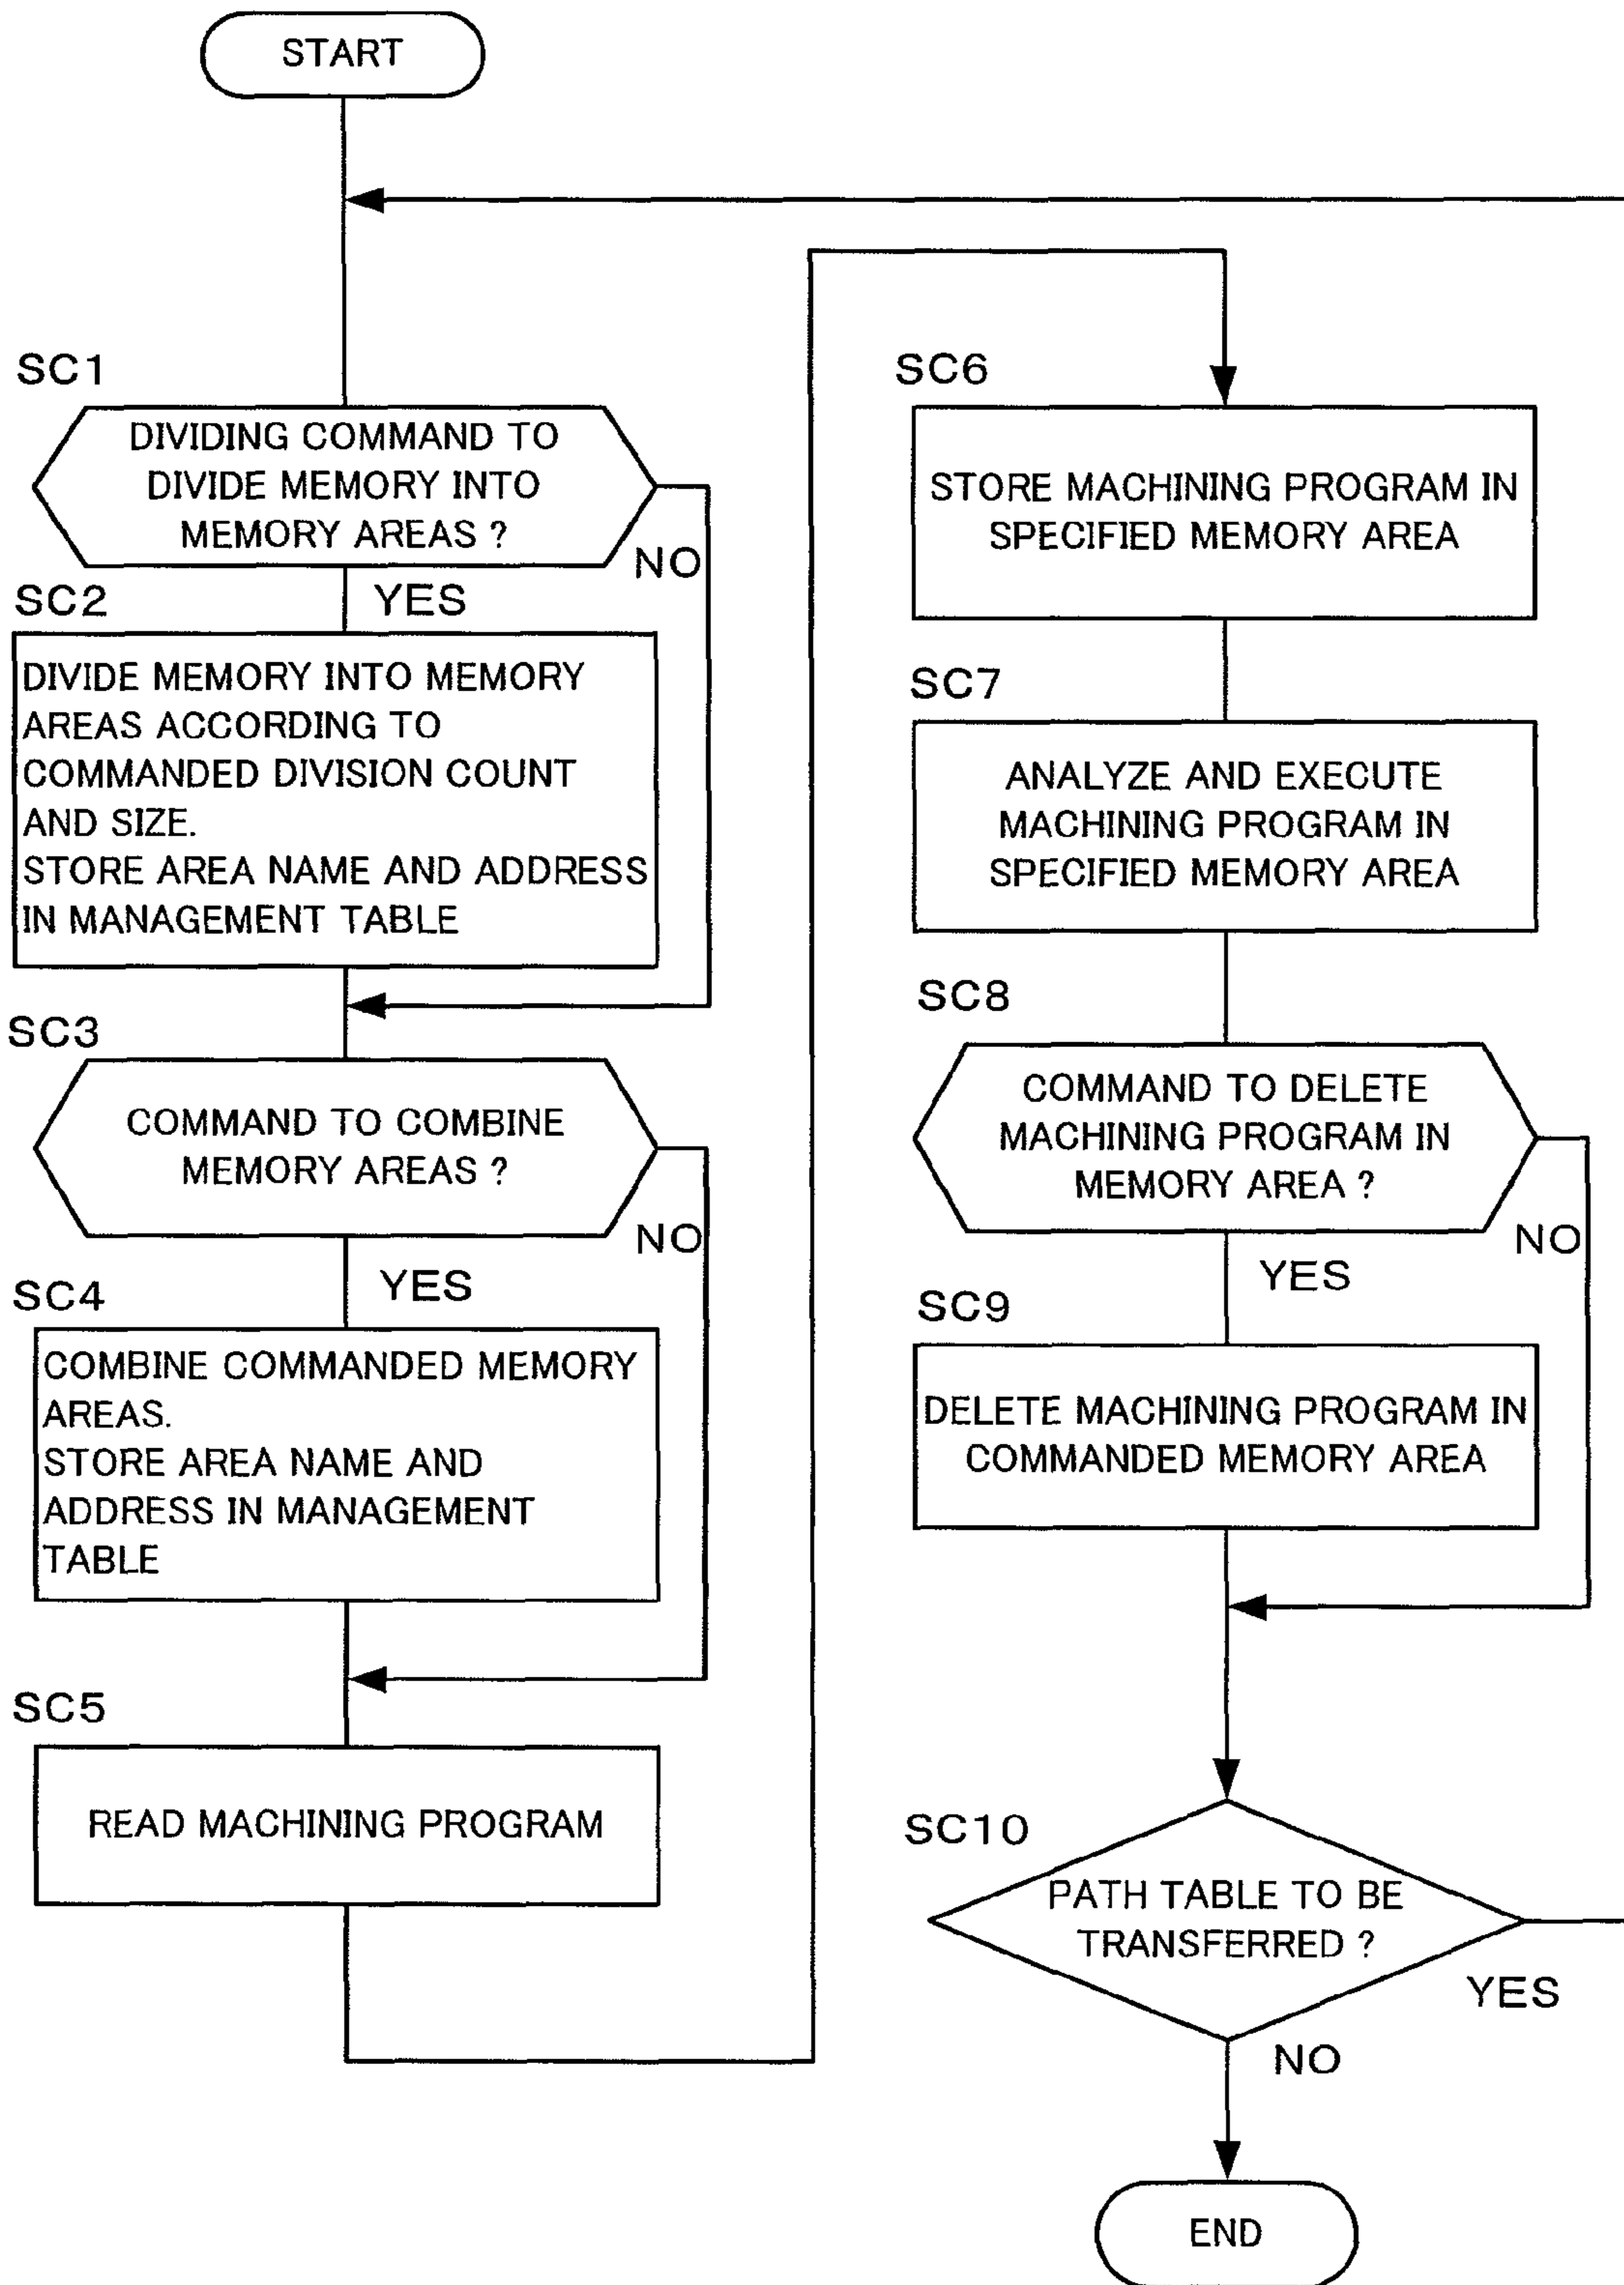 START
SC1
DIVIDING COMMAND TO
DIVIDE MEMORY INTO
MEMORY AREAS ?
NO
YES
SC2
DIVIDE MEMORY INTO MEMORY
AREAS ACCORDING TO
COMMANDED DIVISION COUNT
AND SIZE.
STORE AREA NAME AND ADDRESS
IN MANAGEMENT TABLE
SC3
COMMAND TO COMBINE
MEMORY AREAS ?
NO
YES
SC4
COMBINE COMMANDED MEMORY
AREAS.
STORE AREA NAME AND
ADDRESS IN MANAGEMENT
TABLE
SC5
READ MACHINING PROGRAM
SC6
STORE MACHINING PROGRAM IN
SPECIFIED MEMORY AREA
SC7
ANALYZE AND EXECUTE
MACHINING PROGRAM IN
SPECIFIED MEMORY AREA
SC8
COMMAND TO DELETE
MACHINING PROGRAM IN
MEMORY AREA ?
NO
YES
SC9
DELETE MACHINING PROGRAM IN
COMMANDED MEMORY AREA
SC10
PATH TABLE TO BE
TRANSFERRED ?
YES
NO
END